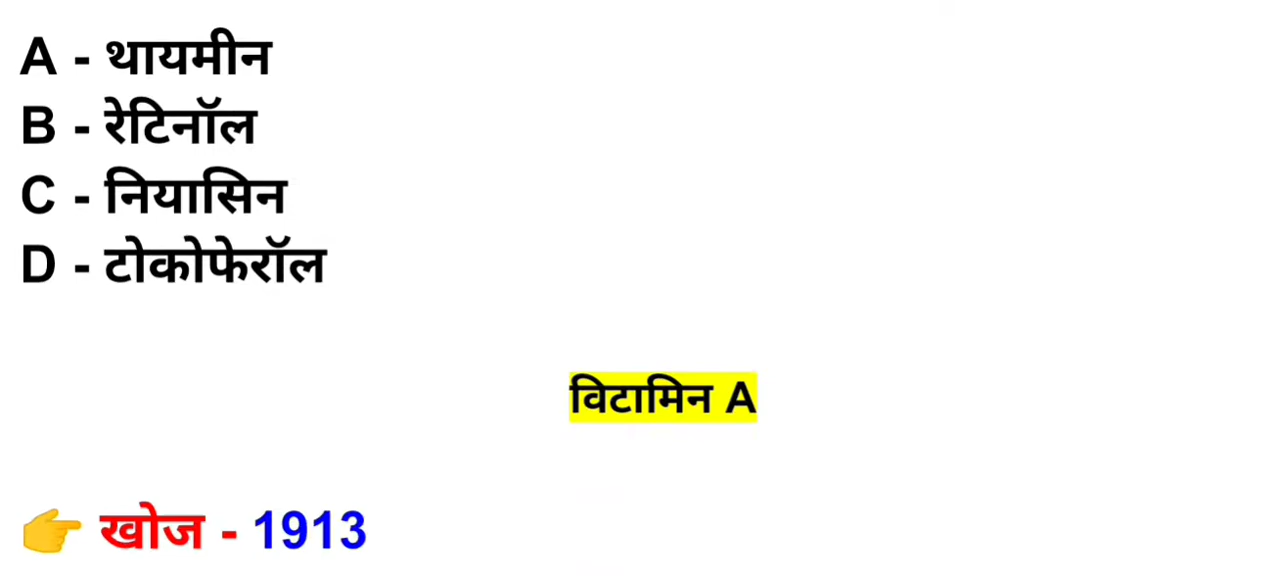 A - थायमीन
B - रेटिनॉल
C - नियासिन
D - टोकोफेरॉल
विटामिन A
👉 खोज - 1913